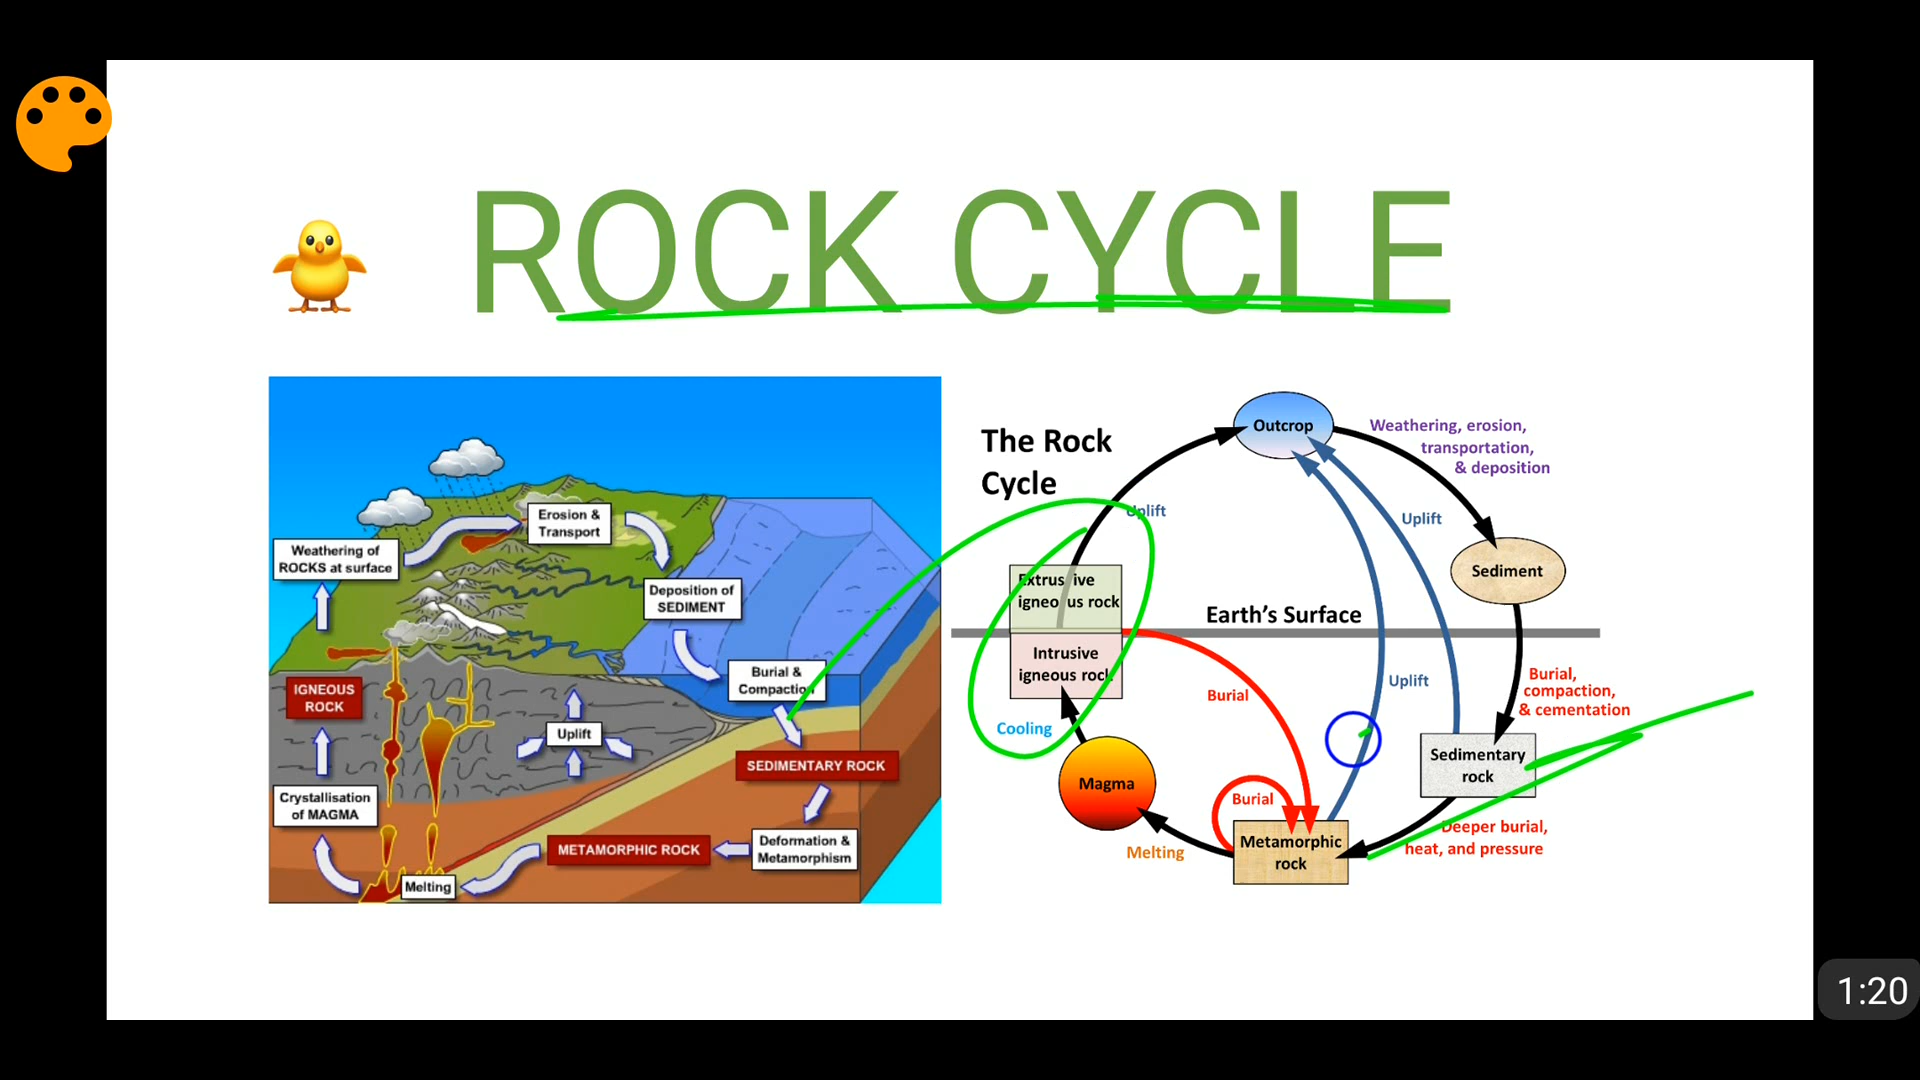 ROCK CYCLE
Weathering of
ROCKS at surface
Erosion &
Transport
Deposition of
SEDIMENT
Burial &
Compaction
IGNEOUS
ROCK
Uplift
SEDIMENTARY ROCK
Crystallisation
of MAGMA
METAMORPHIC ROCK
Deformation &
Metamorphism
Melting
The Rock
Cycle
Outcrop
Weathering, erosion,
transportation,
& deposition
Uplift
Uplift
Sediment
Extrusive
igneous rock
Earth’s Surface
Intrusive
igneous rock
Burial
Uplift
Burial,
compaction,
& cementation
Cooling
Sedimentary
rock
Magma
Burial
Deeper burial,
heat, and pressure
Metamorphic
rock
Melting
1:20